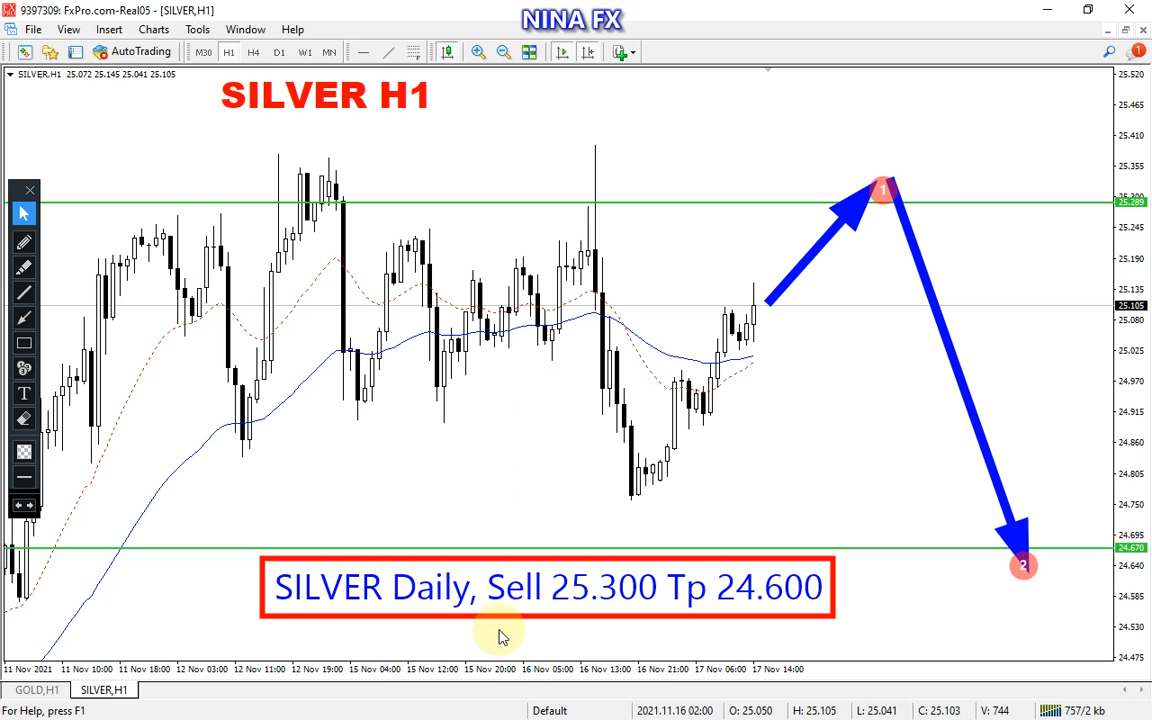 9397309: FxPro.com-Real05 - [SILVER,H1]
NINA FX
File View Insert Charts Tools Window Help
AutoTrading M30 H1 H4 D1 W1 MN
1
SILVER,H1 25.072 25.145 25.041 25.105
SILVER H1
25.520
25.465
25.410
25.355
25.300
25.289
25.245
25.190
25.135
25.105
25.080
25.025
24.970
24.915
24.860
24.805
24.750
24.695
24.670
24.640
24.585
24.530
24.475
1
2
T
SILVER Daily, Sell 25.300 Tp 24.600
11 Nov 2021 11 Nov 10:00 11 Nov 18:00 12 Nov 03:00 12 Nov 11:00 12 Nov 19:00 15 Nov 04:00 15 Nov 12:00 15 Nov 20:00 16 Nov 05:00 16 Nov 13:00 16 Nov 21:00 17 Nov 06:00 17 Nov 14:00
GOLD,H1 SILVER,H1
For Help, press F1 Default 2021.11.16 02:00 O: 25.050 H: 25.105 L: 25.041 C: 25.103 V: 744 757/2 kb